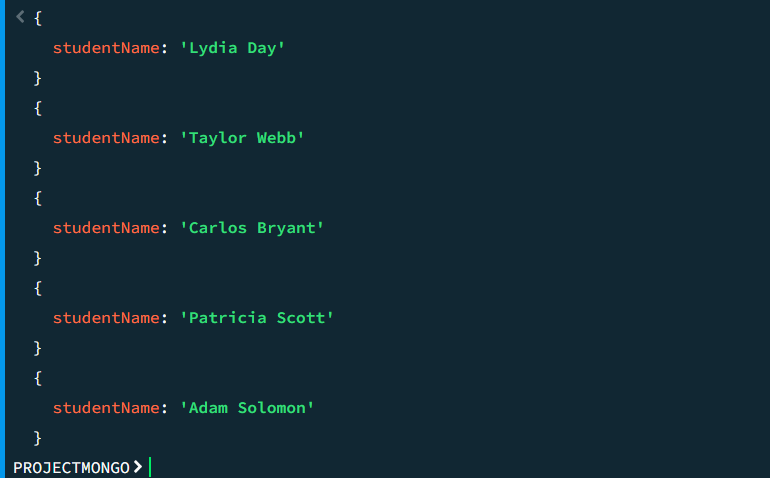 {
  studentName: 'Lydia Day'
}
{
  studentName: 'Taylor Webb'
}
{
  studentName: 'Carlos Bryant'
}
{
  studentName: 'Patricia Scott'
}
{
  studentName: 'Adam Solomon'
}
PROJECTMONGO>